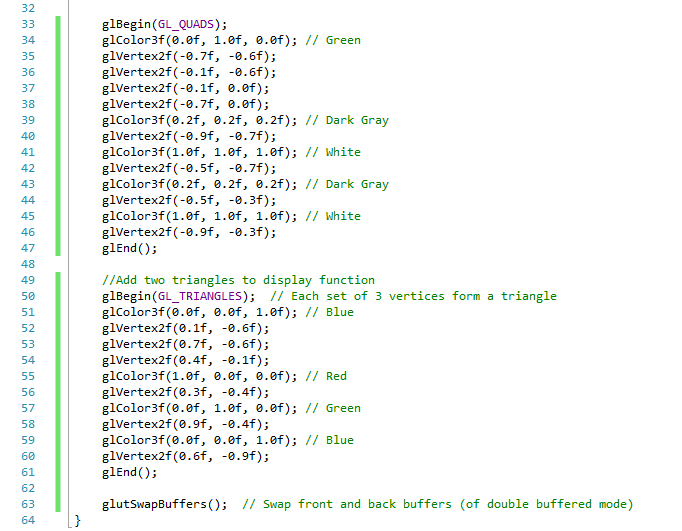 32
33 glBegin(GL_QUADS);
34 glColor3f(0.0f, 1.0f, 0.0f); // Green
35 glVertex2f(-0.7f, -0.6f);
36 glVertex2f(-0.1f, -0.6f);
37 glVertex2f(-0.1f, 0.0f);
38 glVertex2f(-0.7f, 0.0f);
39 glColor3f(0.2f, 0.2f, 0.2f); // Dark Gray
40 glVertex2f(-0.9f, -0.7f);
41 glColor3f(1.0f, 1.0f, 1.0f); // White
42 glVertex2f(-0.5f, -0.7f);
43 glColor3f(0.2f, 0.2f, 0.2f); // Dark Gray
44 glVertex2f(-0.5f, -0.3f);
45 glColor3f(1.0f, 1.0f, 1.0f); // White
46 glVertex2f(-0.9f, -0.3f);
47 glEnd();
48
49 //Add two triangles to display function
50 glBegin(GL_TRIANGLES);  // Each set of 3 vertices form a triangle
51 glColor3f(0.0f, 0.0f, 1.0f); // Blue
52 glVertex2f(0.1f, -0.6f);
53 glVertex2f(0.7f, -0.6f);
54 glVertex2f(0.4f, -0.1f);
55 glColor3f(1.0f, 0.0f, 0.0f); // Red
56 glVertex2f(0.3f, -0.4f);
57 glColor3f(0.0f, 1.0f, 0.0f); // Green
58 glVertex2f(0.9f, -0.4f);
59 glColor3f(0.0f, 0.0f, 1.0f); // Blue
60 glVertex2f(0.6f, -0.9f);
61 glEnd();
62
63 glutSwapBuffers();  // Swap front and back buffers (of double buffered mode)
64 }